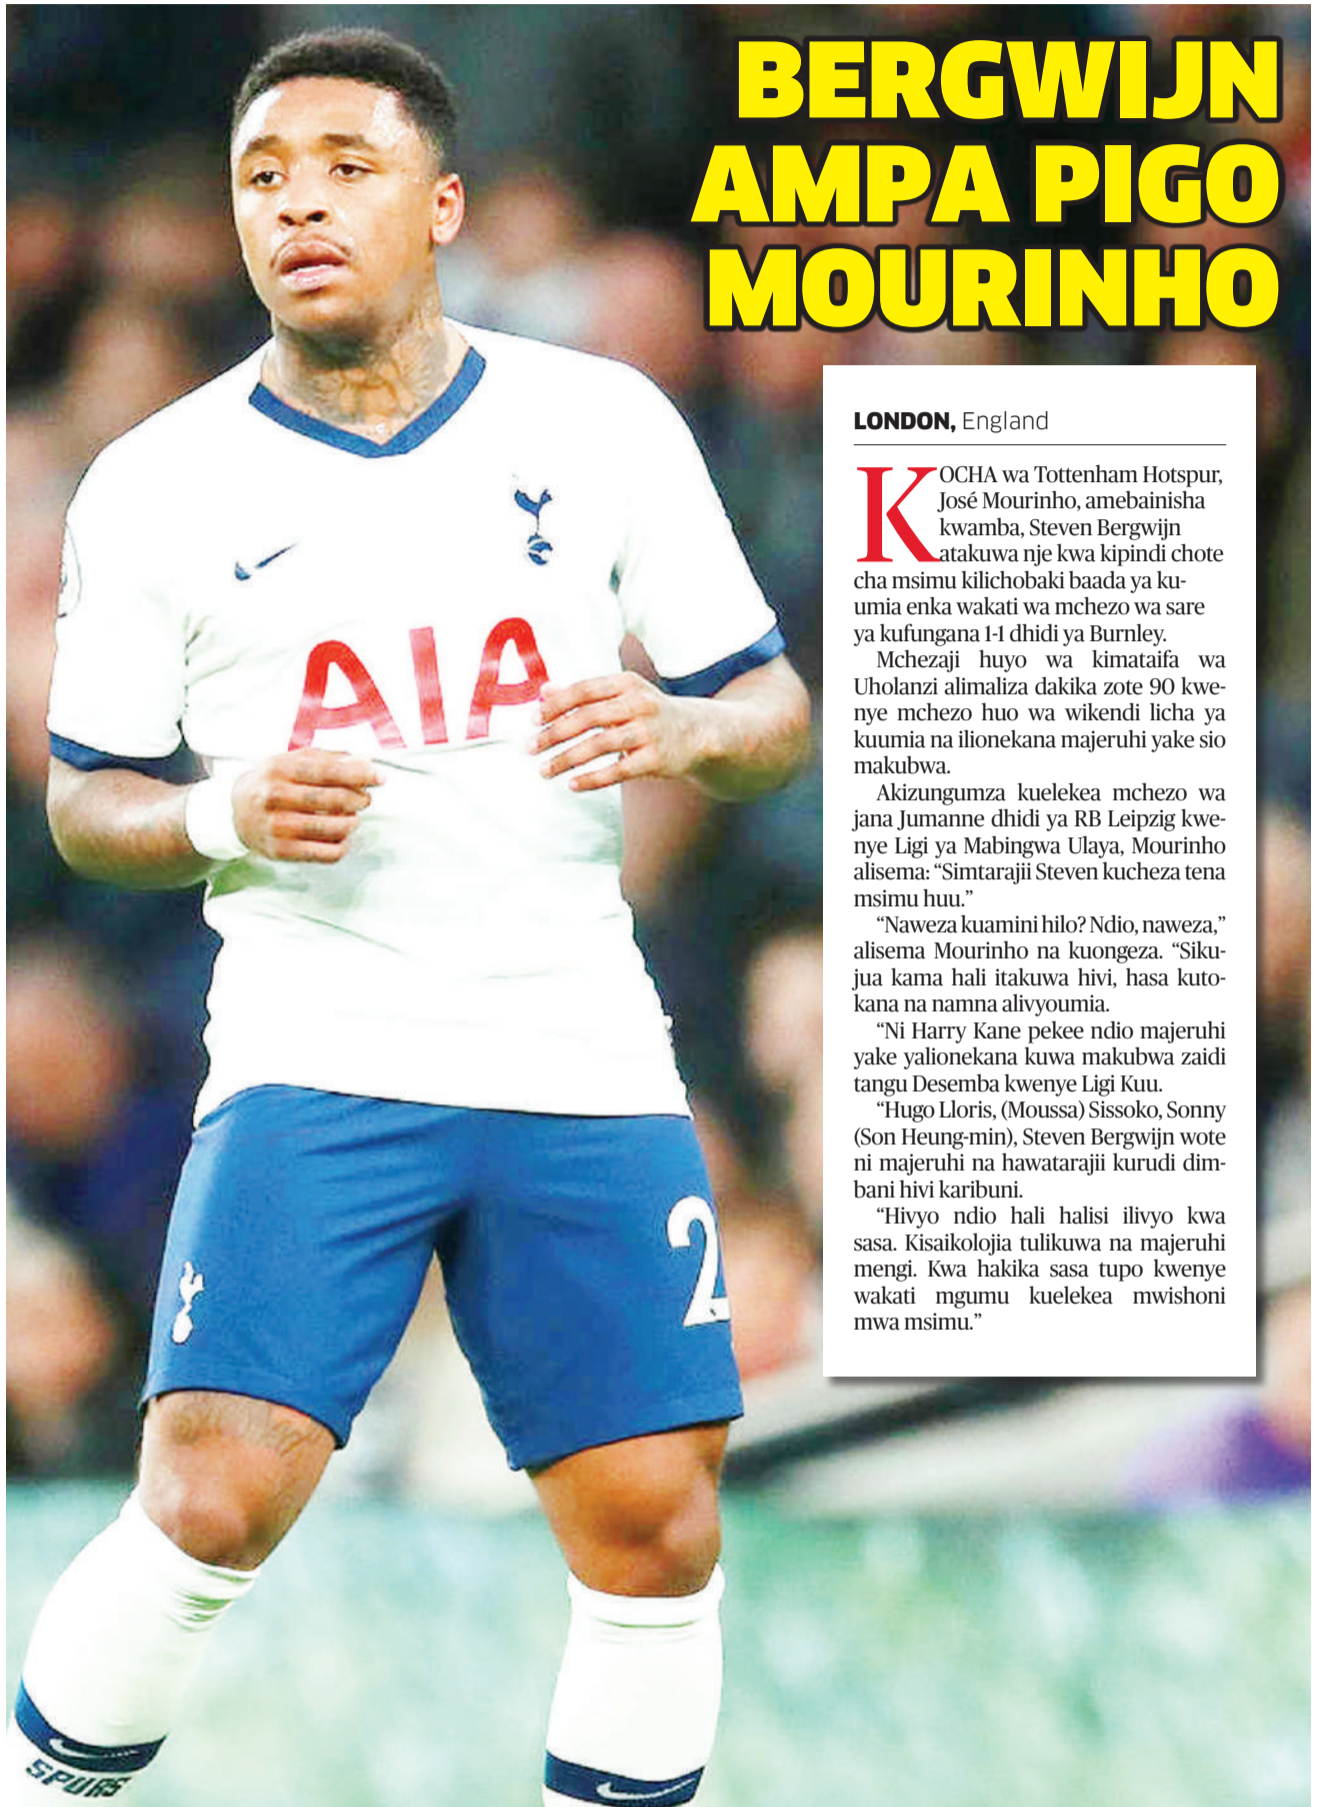 BERGWIJN
AMPA PIGO
MOURINHO
LONDON, England
KOCHA wa Tottenham Hotspur,
José Mourinho, amebainisha
kwamba, Steven Bergwijn
atakuwa nje kwa kipindi chote
cha msimu kilichobaki baada ya ku-
umia enka wakati wa mchezo wa sare
ya kufungana 1-1 dhidi ya Burnley.
Mchezaji huyo wa kimataifa wa
Uholanzi alimaliza dakika zote 90 kwe-
nye mchezo huo wa wikendi licha ya
kuumia na ilionekana majeruhi yake sio
makubwa.
Akizungumza kuelekea mchezo wa
jana Jumanne dhidi ya RB Leipzig kwe-
nye Ligi ya Mabingwa Ulaya, Mourinho
alisema: “Simtarajii Steven kucheza tena
msimu huu.”
“Naweza kuamini hilo? Ndio, naweza,”
alisema Mourinho na kuongeza. “Siku-
jua kama hali itakuwa hivi, hasa kuto-
kana na namna alivyoumia.
“Ni Harry Kane pekee ndio majeruhi
yake yalionekana kuwa makubwa zaidi
tangu Desemba kwenye Ligi Kuu.
“Hugo Lloris, (Moussa) Sissoko, Sonny
(Son Heung-min), Steven Bergwijn wote
ni majeruhi na hawatarajii kurudi dim-
bani hivi karibuni.
“Hivyo ndio hali halisi ilivyo kwa
sasa. Kisaikolojia tulikuwa na majeruhi
mengi. Kwa hakika sasa tupo kwenye
wakati mgumu kuelekea mwishoni
mwa msimu.”
AIA
2
SPURS